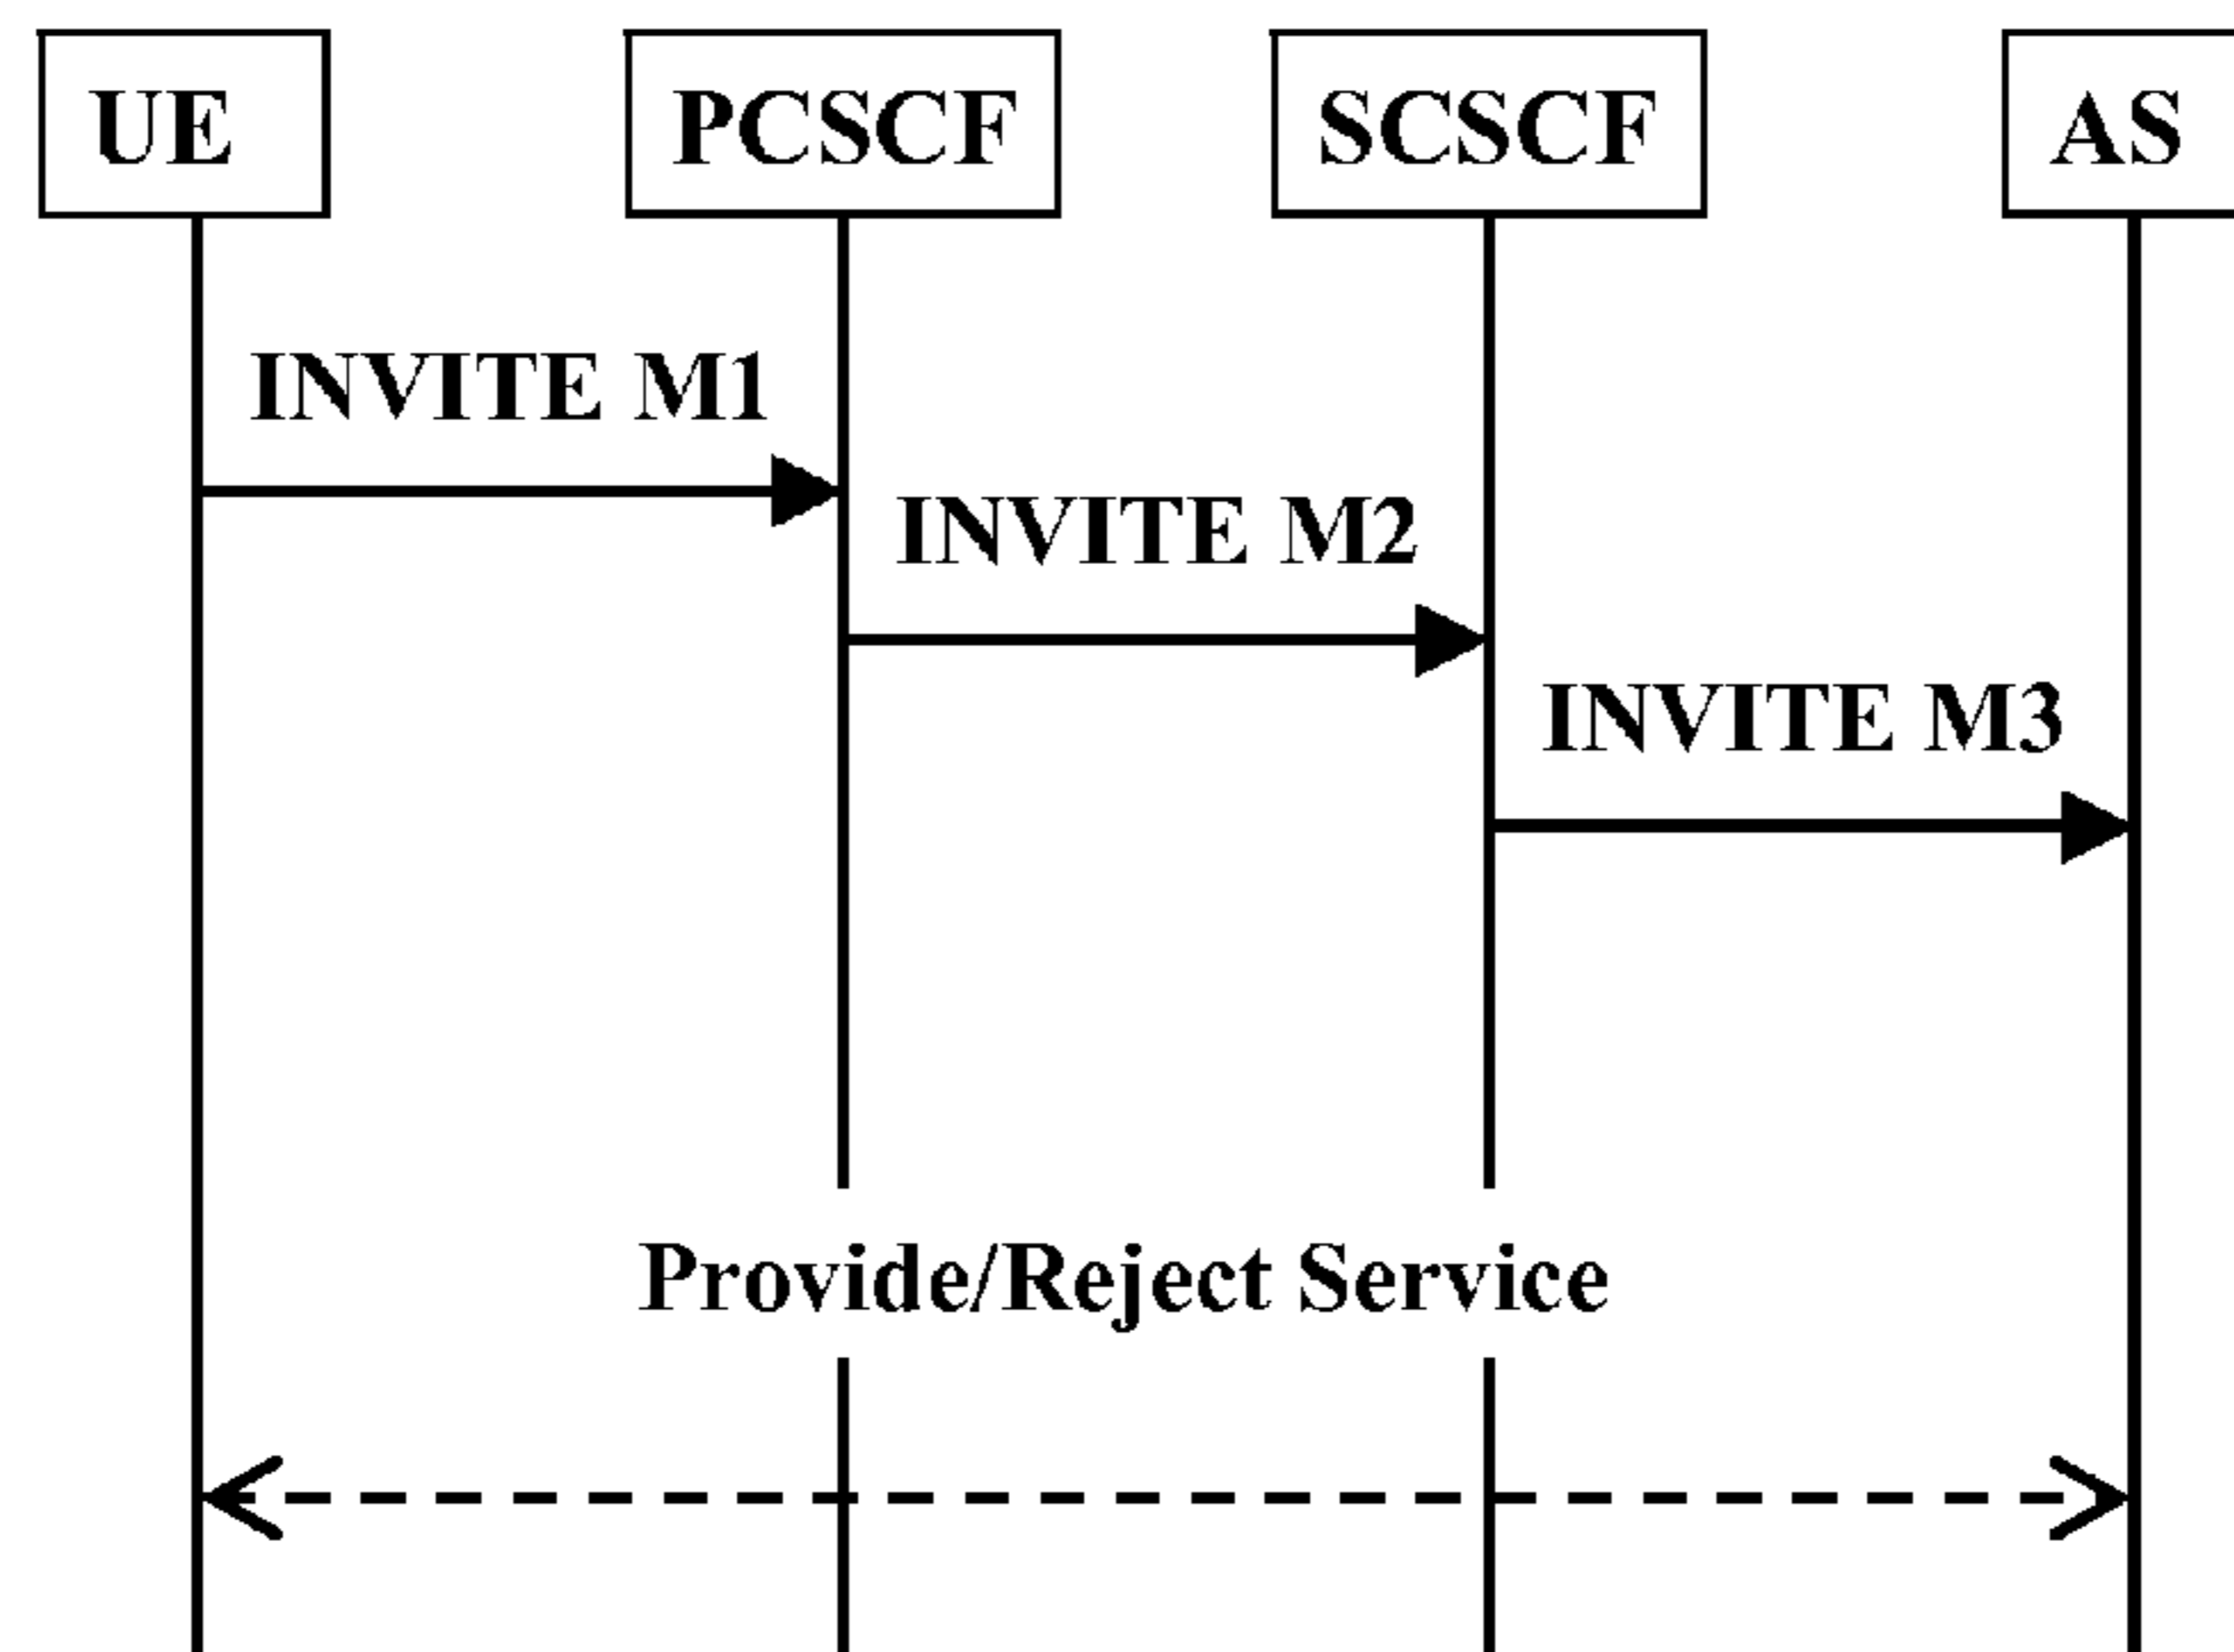 UE
PCSCF
SCSCF
AS
INVITE M1
INVITE M2
INVITE M3
Provide/Reject Service